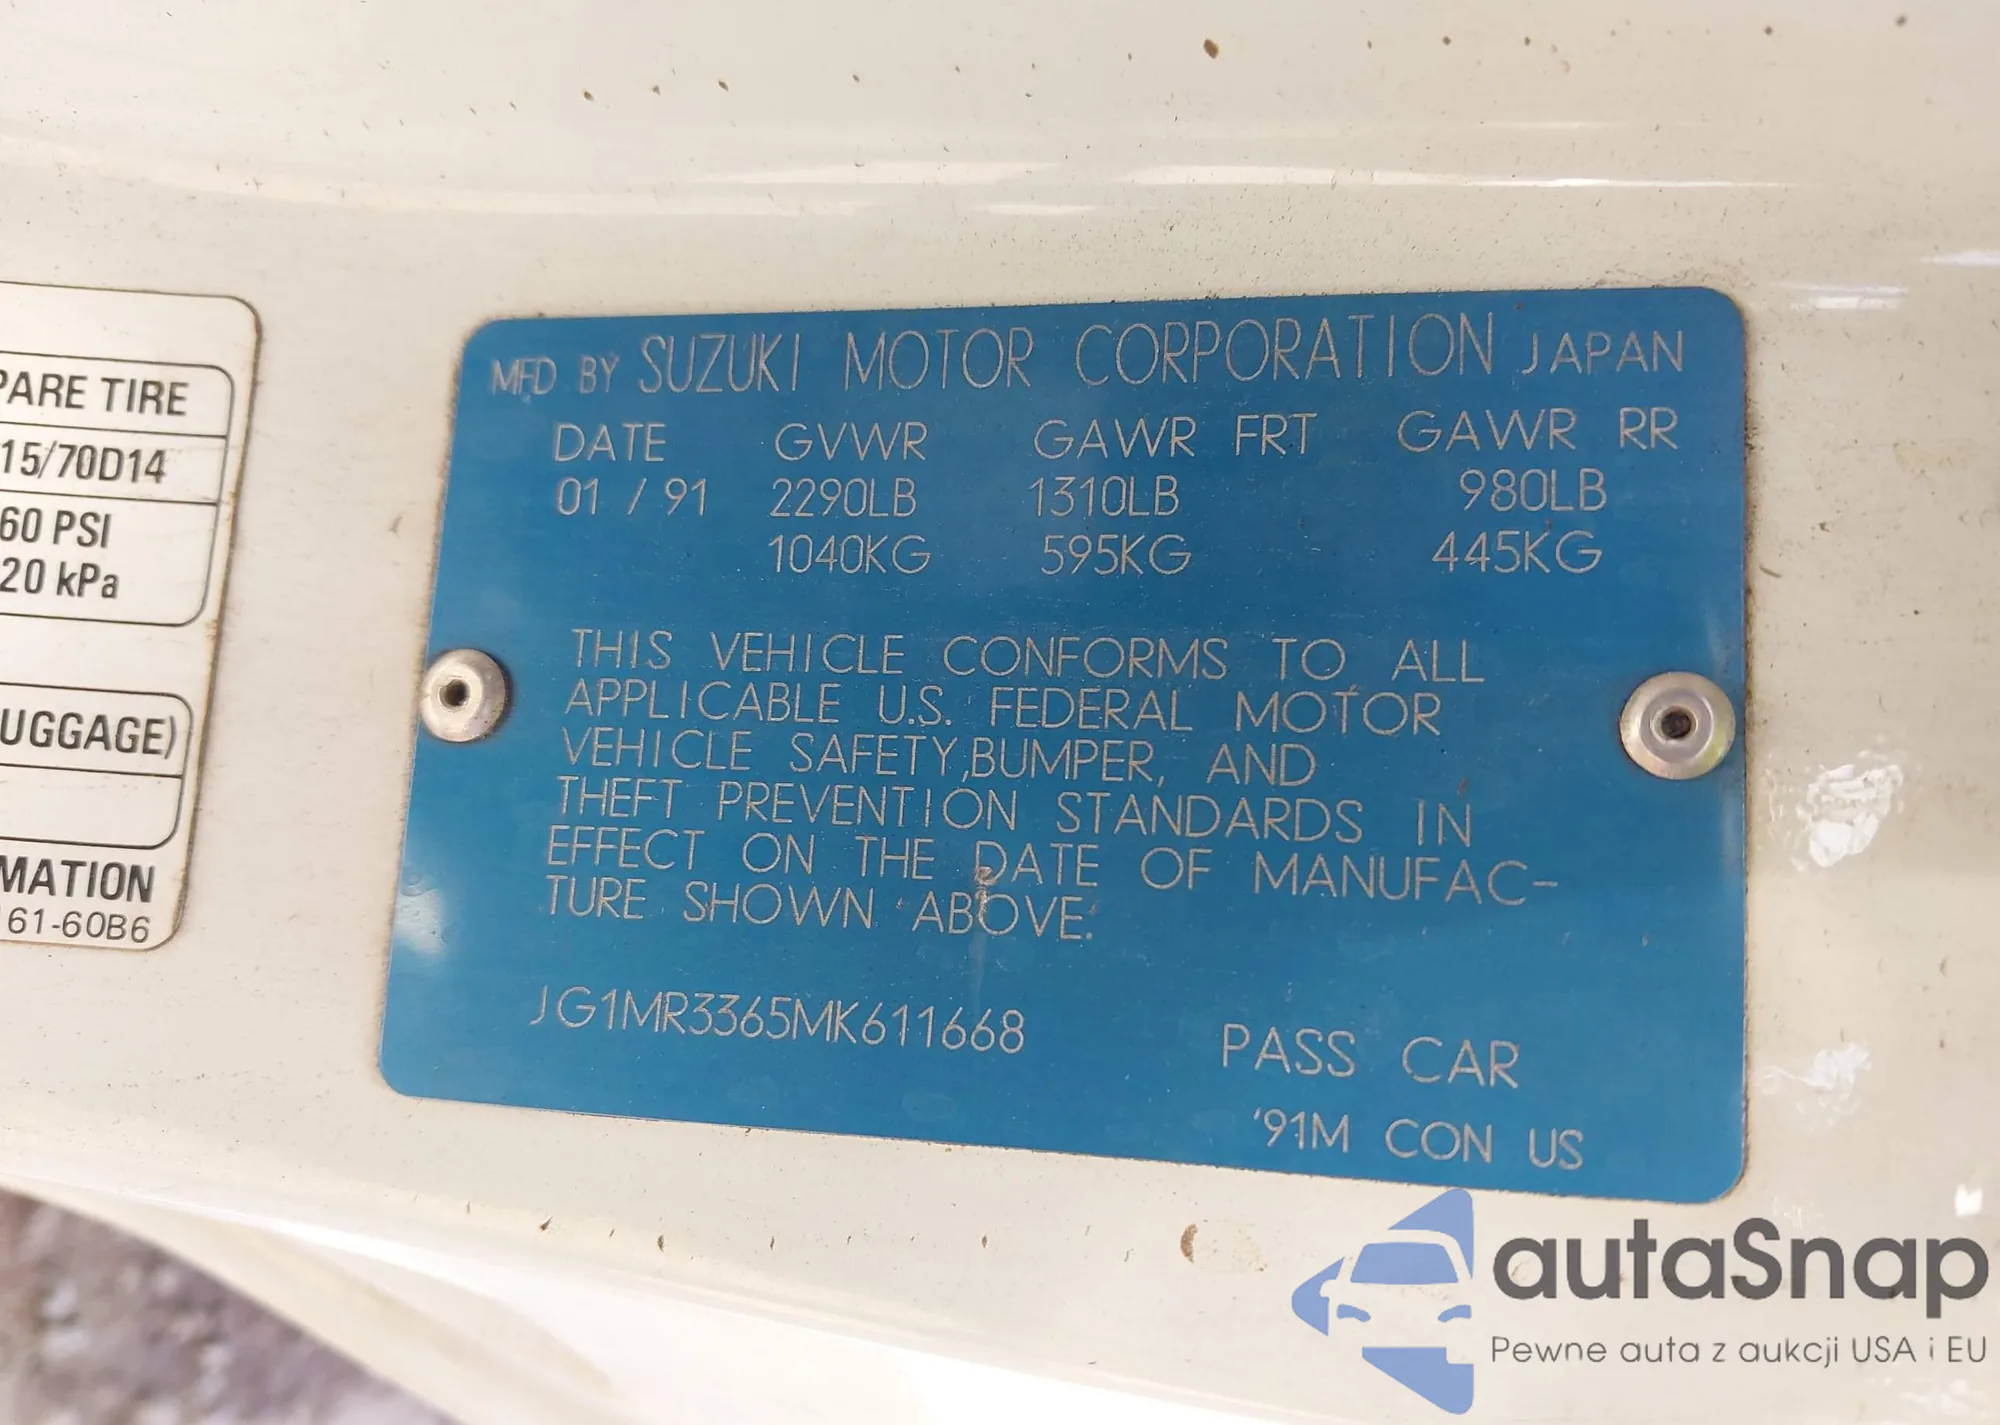 PARE TIRE
15/70D14
60 PSI
20 kPa
UGGAGE)
MATION
61-60B6
MFD BY SUZUKI MOTOR CORPORATION JAPAN
DATE GVWR GAWR FRT GAWR RR
01 / 91 2290LB 1310LB 980LB
1040KG 595KG 445KG
THIS VEHICLE CONFORMS TO ALL
APPLICABLE U.S. FEDERAL MOTOR
VEHICLE SAFETY,BUMPER, AND
THEFT PREVENTION STANDARDS IN
EFFECT ON THE DATE OF MANUFAC-
TURE SHOWN ABOVE.
JG1MR3365MK611668
PASS CAR
'91M CON US
autaSnap
Pewne auta z aukcji USA i EU